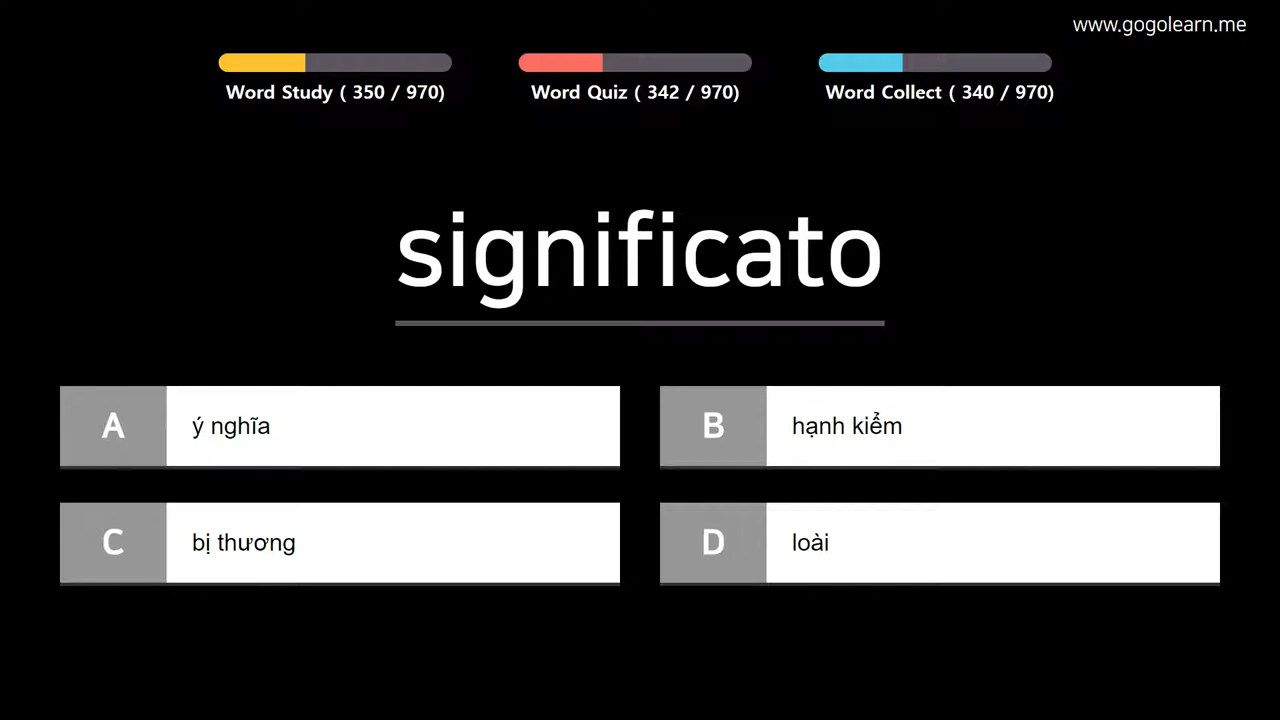 www.gogolearn.me
Word Study ( 350 / 970)
Word Quiz ( 342 / 970)
Word Collect ( 340 / 970)
significato
A
ý nghĩa
B
hạnh kiểm
C
bị thương
D
loài